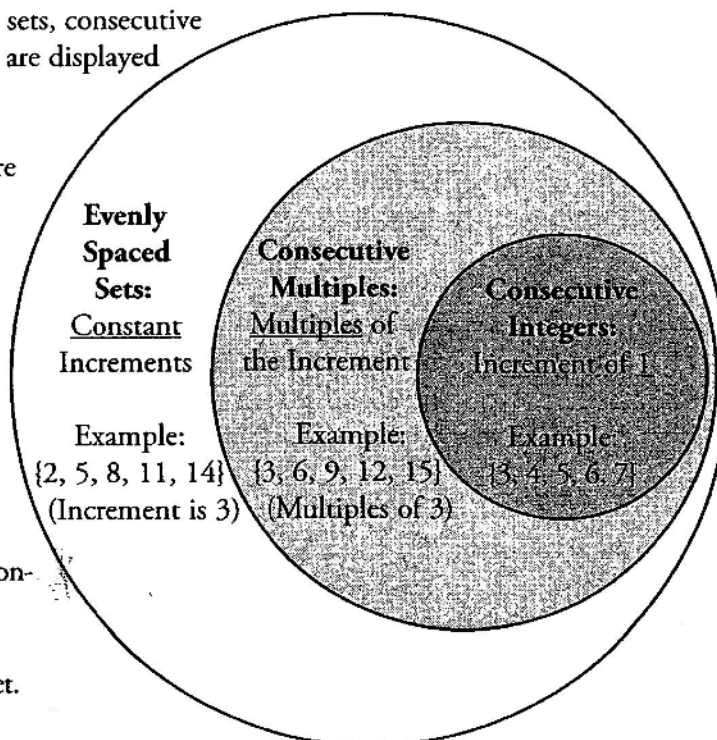 sets, consecutive
are displayed
re
Evenly
Spaced
Sets:
Constant
Increments
Example:
{2, 5, 8, 11, 14}
(Increment is 3)
Consecutive
Multiples:
Multiples of
the Increment
Example:
{3, 6, 9, 12, 15}
(Multiples of 3)
Consecutive
Integers:
Increment of 1
Example:
{3, 4, 5, 6, 7}
on-
et.